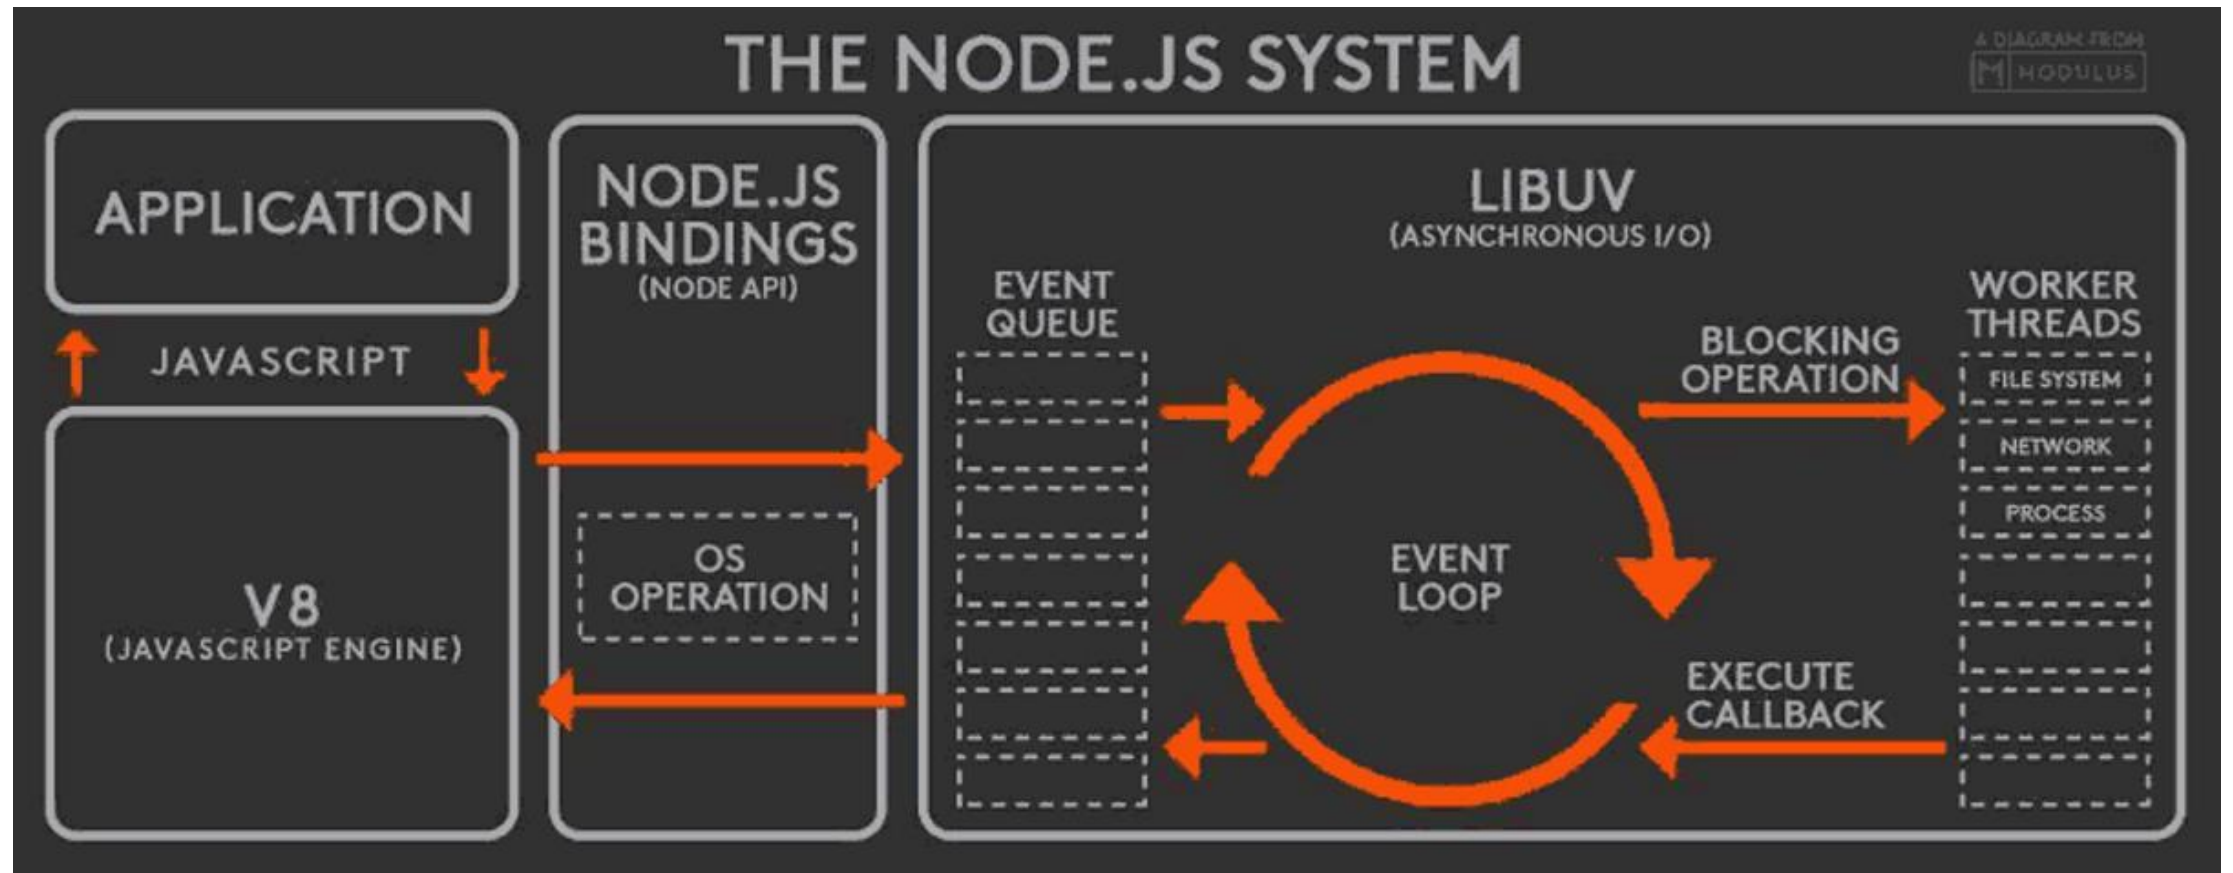 THE NODE.JS SYSTEM
A DIAGRAM FROM
M MODULUS
APPLICATION
JAVASCRIPT
V8
(JAVASCRIPT ENGINE)
NODE.JS
BINDINGS
(NODE API)
OS
OPERATION
LIBUV
(ASYNCHRONOUS I/O)
EVENT
QUEUE
EVENT
LOOP
BLOCKING
OPERATION
EXECUTE
CALLBACK
WORKER
THREADS
FILE SYSTEM
NETWORK
PROCESS